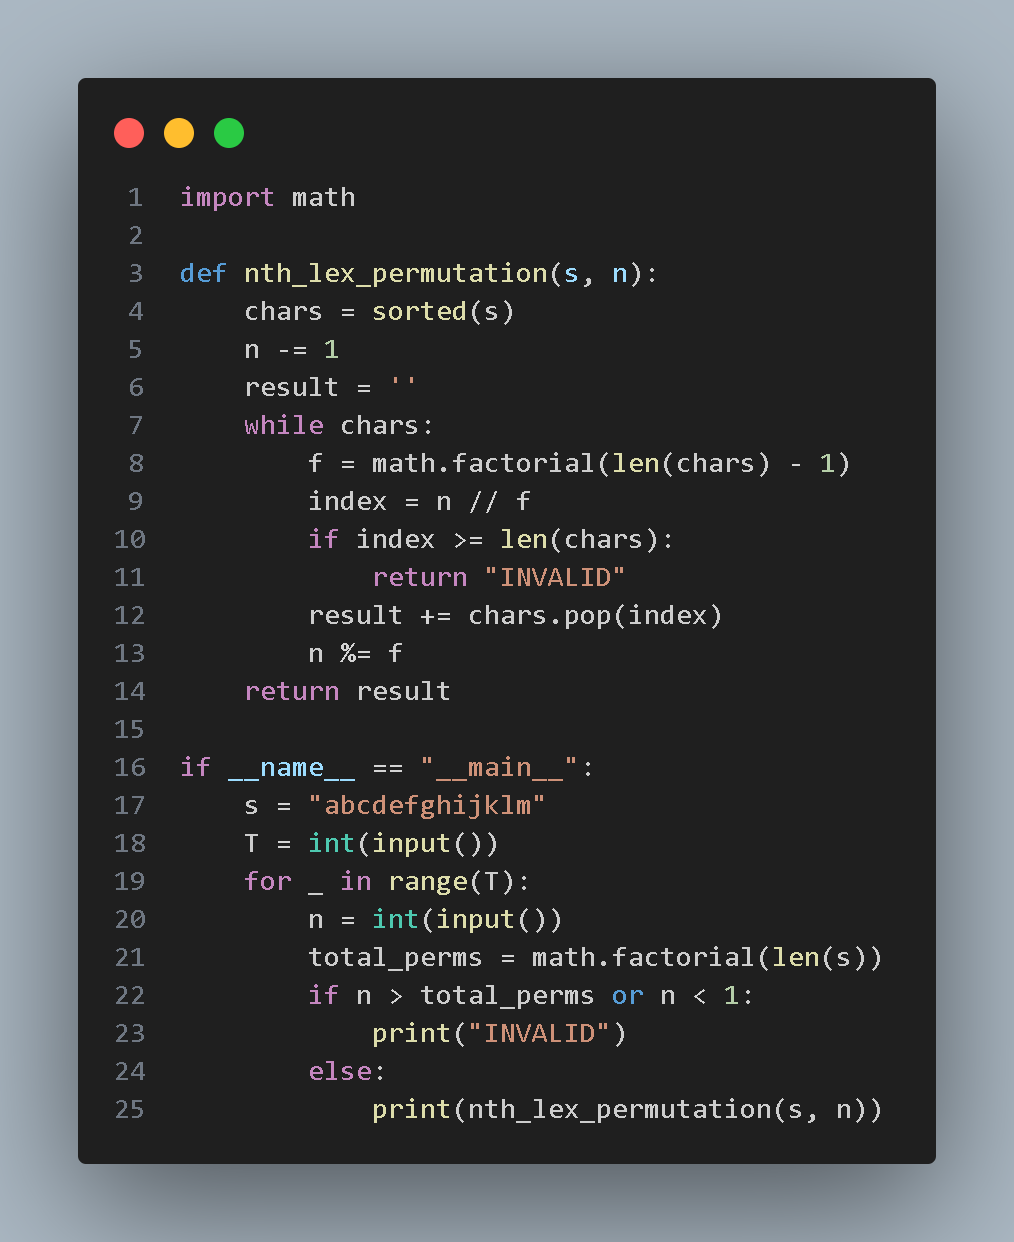 1 import math
2
3 def nth_lex_permutation(s, n):
4     chars = sorted(s)
5     n -= 1
6     result = ''
7     while chars:
8         f = math.factorial(len(chars) - 1)
9         index = n // f
10         if index >= len(chars):
11             return "INVALID"
12         result += chars.pop(index)
13         n %= f
14     return result
15
16 if __name__ == "__main__":
17     s = "abcdefghijklm"
18     T = int(input())
19     for _ in range(T):
20         n = int(input())
21         total_perms = math.factorial(len(s))
22         if n > total_perms or n < 1:
23             print("INVALID")
24         else:
25             print(nth_lex_permutation(s, n))